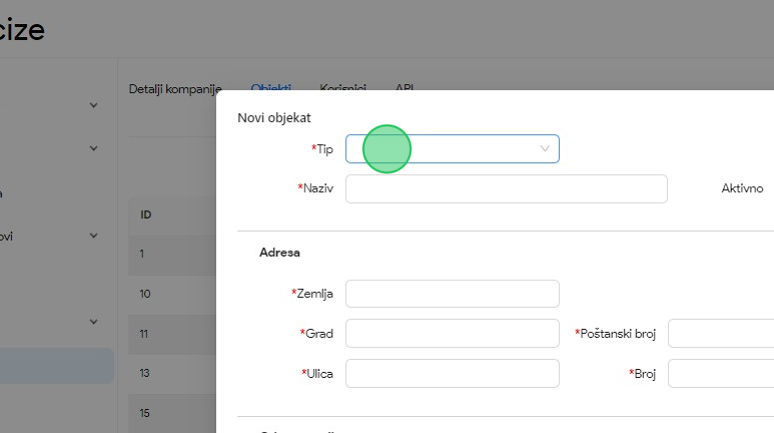 cize
Detalji kompanije Objekti Korisnici API
Novi objekat
*Tip
*Naziv
Aktivno
ID
1
10
11
13
15
a
ovi
Adresa
*Zemlja
*Grad
*Poštanski broj
*Ulica
*Broj